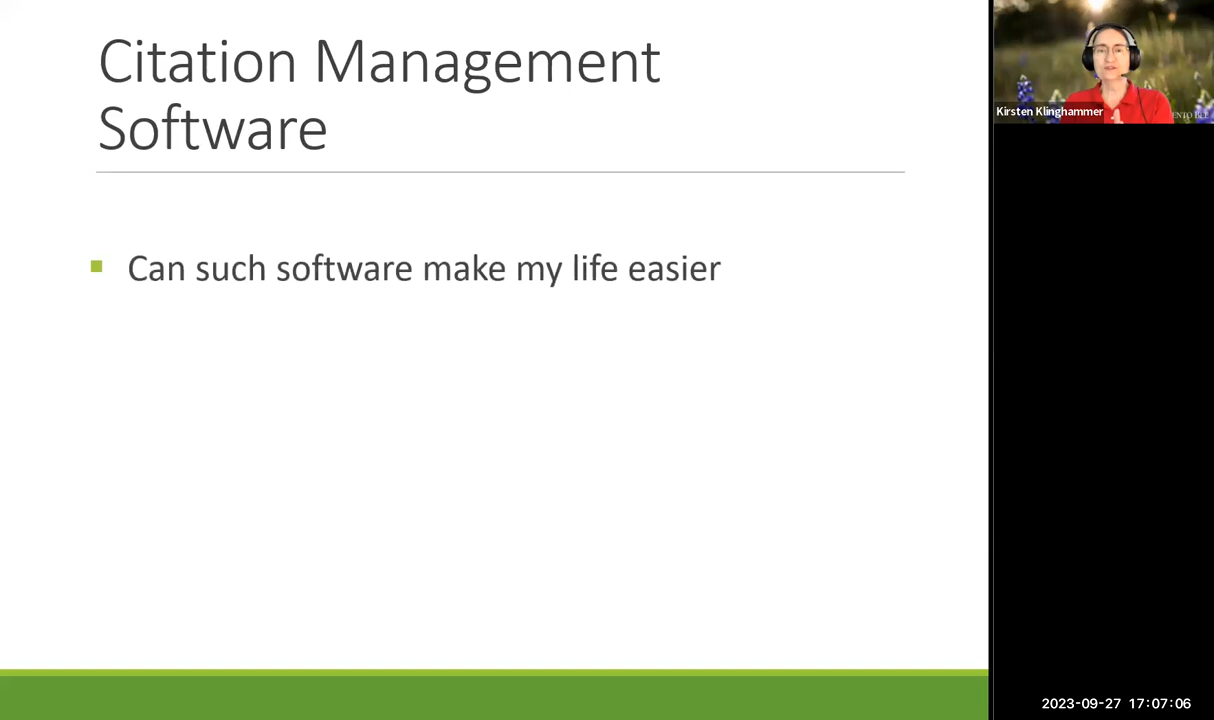 Citation Management
Software
Can such software make my life easier
Kirsten Klinghammer
2023-09-27 17:07:06